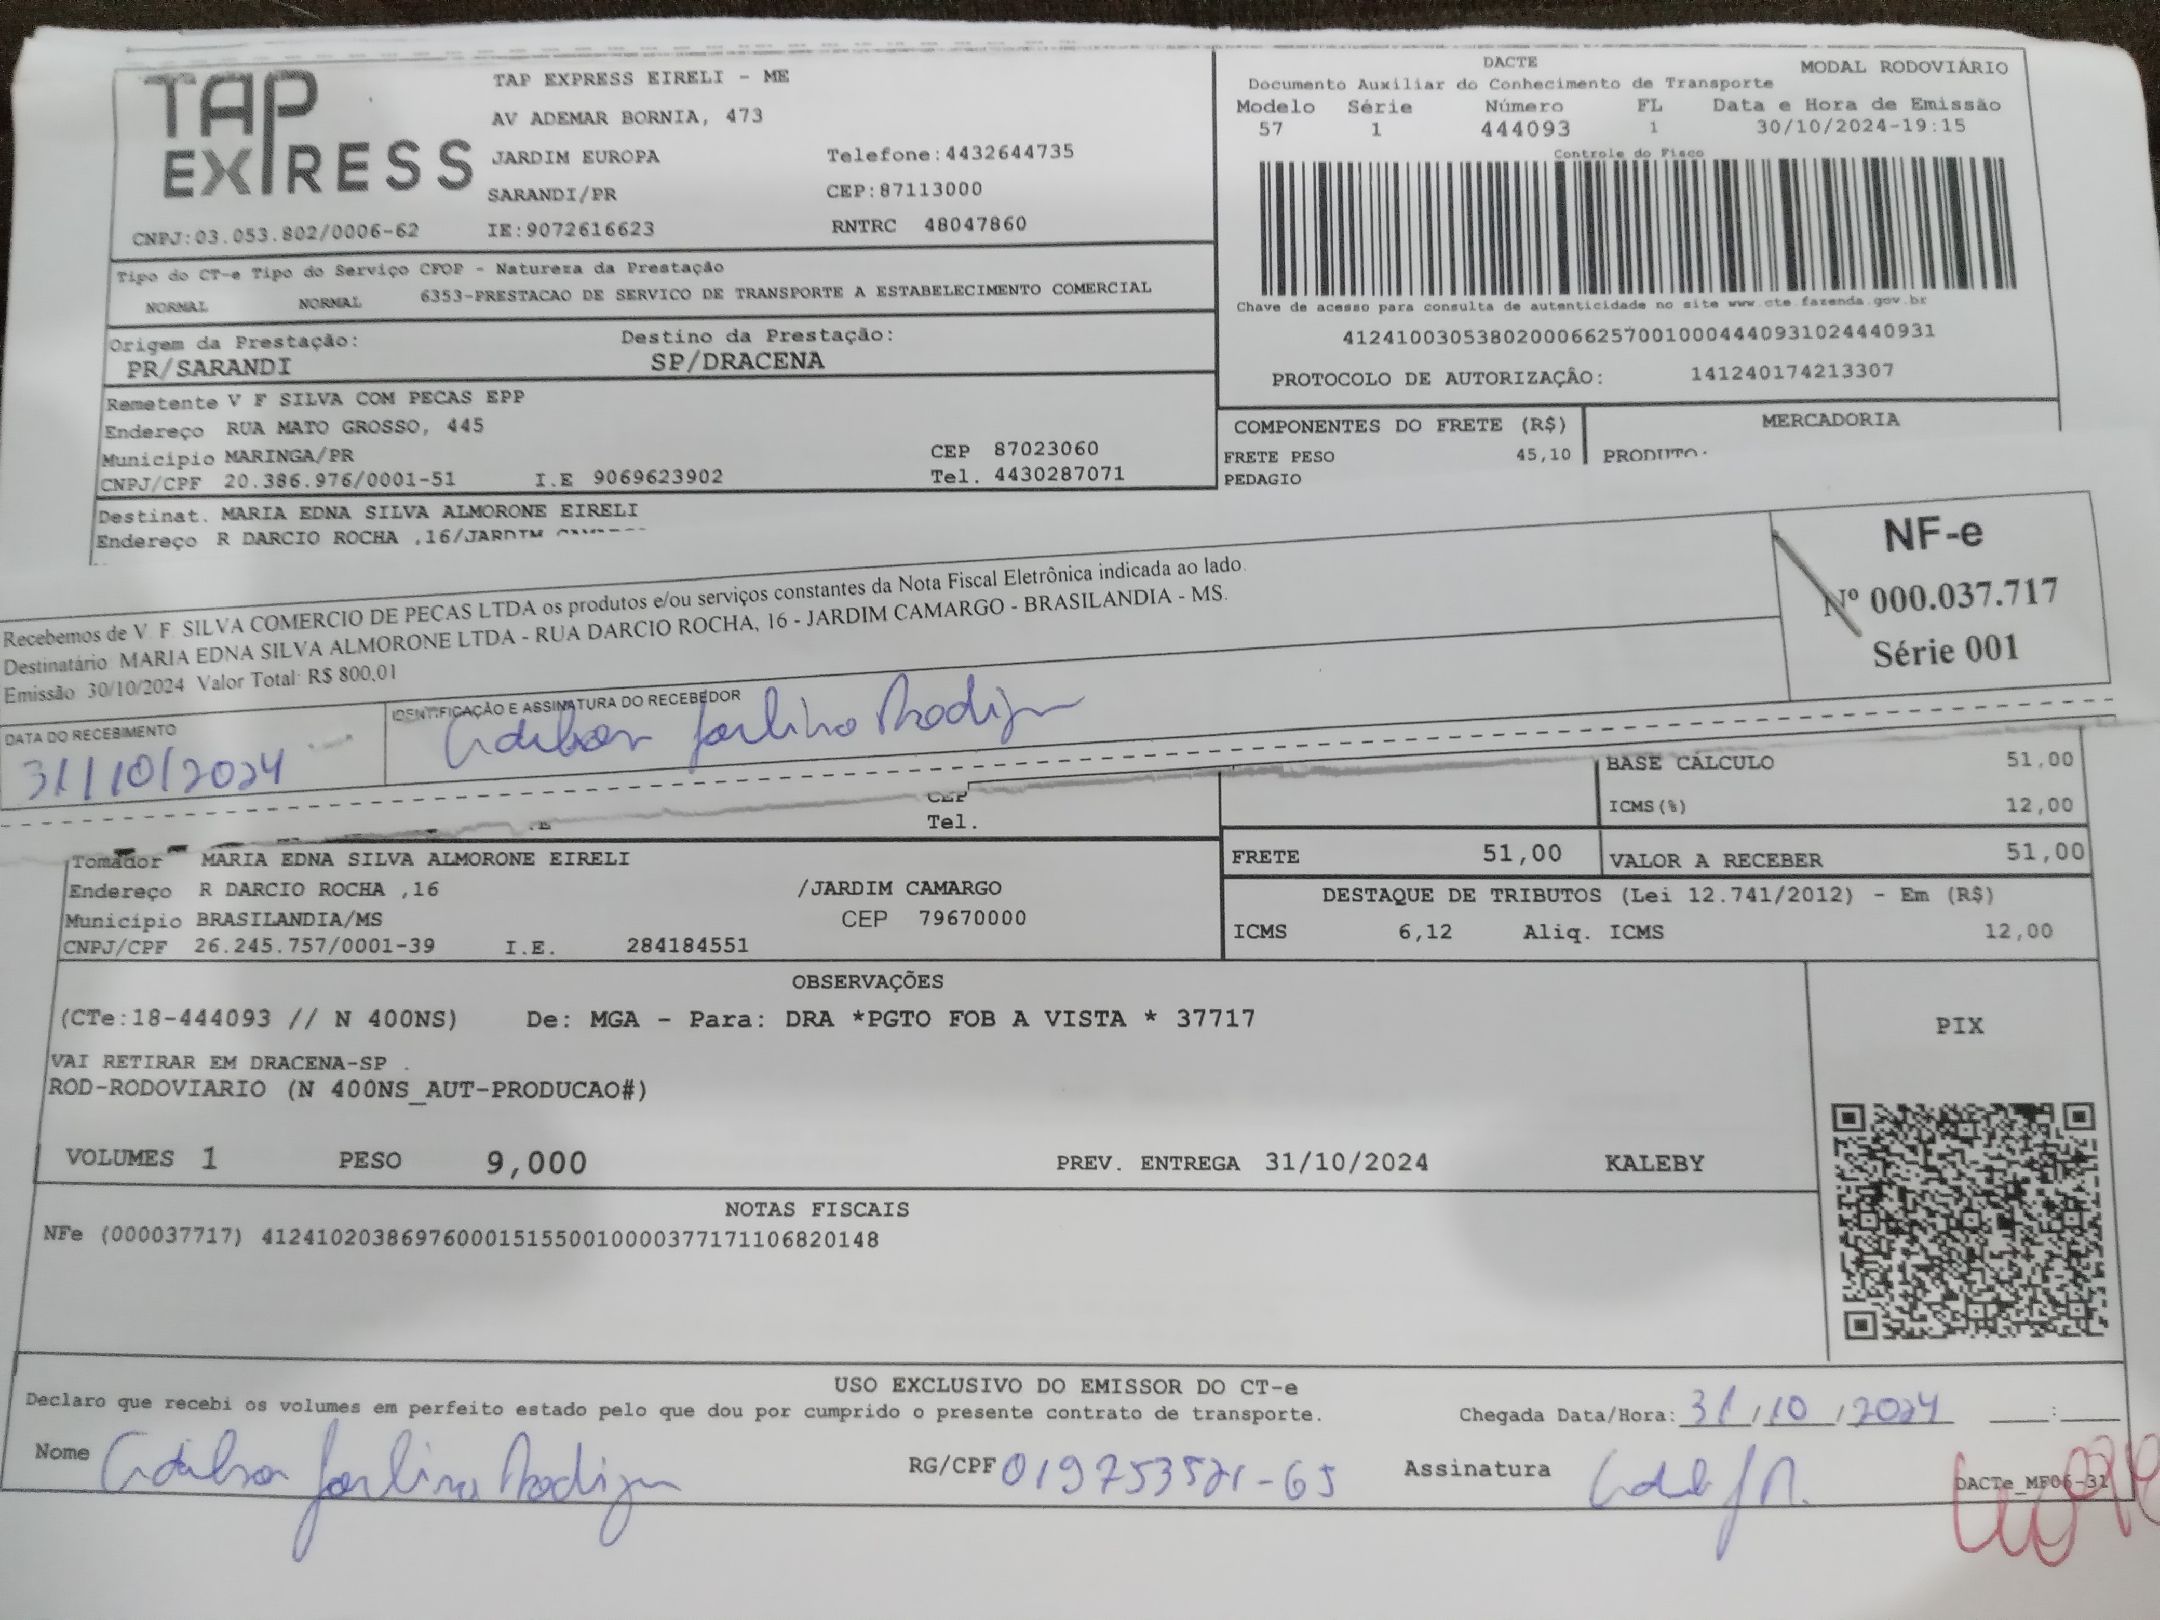 TAP EXPRESS
TAP EXPRESS EIRELI - ME
AV ADEMAR BORNIA, 473
JARDIM EUROPA Telefone:4432644735
SARANDI/PR CEP:87113000
CNPJ:03.053.802/0006-62 IE:9072616623 RNTRC 48047860
DACTE MODAL RODOVIÁRIO
Documento Auxiliar do Conhecimento de Transporte
Modelo Série Número FL Data e Hora de Emissão
57 1 444093 1 30/10/2024-19:15
Controle do Fisco
Chave de acesso para consulta de autenticidade no site www.cte.fazenda.gov.br
41241003053802000662570010004440931024440931
PROTOCOLO DE AUTORIZAÇÃO: 141240174213307
Tipo do CT-e Tipo do Serviço CFOP - Natureza da Prestação
NORMAL NORMAL 6353-PRESTACAO DE SERVICO DE TRANSPORTE A ESTABELECIMENTO COMERCIAL
Origem da Prestação: Destino da Prestação:
PR/SARANDI SP/DRACENA
Remetente V F SILVA COM PECAS EPP
Endereço RUA MATO GROSSO, 445
Município MARINGA/PR CEP 87023060
CNPJ/CPF 20.386.976/0001-51 I.E 9069623902 Tel. 4430287071
COMPONENTES DO FRETE (R$) MERCADORIA
FRETE PESO 45,10 PRODUTO:
PEDAGIO
Destinat. MARIA EDNA SILVA ALMORONE EIRELI
Endereço R DARCIO ROCHA ,16/JARDIM
Recebemos de V. F. SILVA COMERCIO DE PECAS LTDA os produtos e/ou serviços constantes da Nota Fiscal Eletrônica indicada ao lado.
Destinatário: MARIA EDNA SILVA ALMORONE LTDA - RUA DARCIO ROCHA, 16 - JARDIM CAMARGO - BRASILANDIA - MS.
Emissão 30/10/2024 Valor Total: R$ 800,01
NF-e
Nº 000.037.717
Série 001
DATA DO RECEBIMENTO IDENTIFICAÇÃO E ASSINATURA DO RECEBEDOR
31/10/2024
CEP
Tel.
BASE CÁLCULO 51,00
ICMS(%) 12,00
FRETE 51,00 VALOR A RECEBER 51,00
Tomador MARIA EDNA SILVA ALMORONE EIRELI
Endereço R DARCIO ROCHA ,16 /JARDIM CAMARGO
Município BRASILANDIA/MS CEP 79670000
CNPJ/CPF 26.245.757/0001-39 I.E. 284184551
DESTAQUE DE TRIBUTOS (Lei 12.741/2012) - Em (R$)
ICMS 6,12 Aliq. ICMS 12,00
OBSERVAÇÕES
(CTe:18-444093 // N 400NS) De: MGA - Para: DRA *PGTO FOB A VISTA * 37717
VAI RETIRAR EM DRACENA-SP .
ROD-RODOVIARIO (N 400NS_AUT-PRODUCAO#)
PIX
VOLUMES 1 PESO 9,000 PREV. ENTREGA 31/10/2024 KALEBY
NOTAS FISCAIS
NFe (000037717) 41241020386976000151550010000377171106820148
USO EXCLUSIVO DO EMISSOR DO CT-e
Declaro que recebi os volumes em perfeito estado pelo que dou por cumprido o presente contrato de transporte. Chegada Data/Hora: 31/10/2024 __:__
Nome RG/CPF 019753521-65 Assinatura DACTe_MF06-31